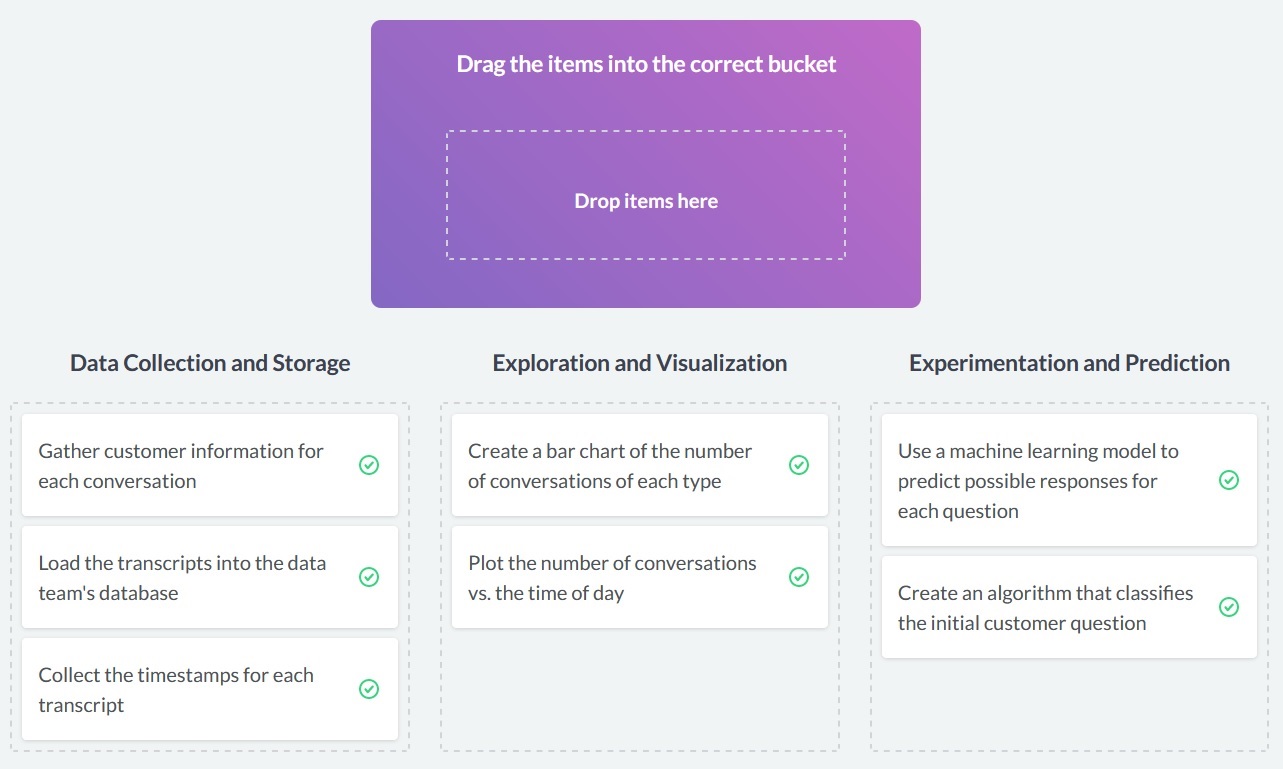 Drag the items into the correct bucket
Drop items here
Data Collection and Storage
Gather customer information for
each conversation
Load the transcripts into the data
team's database
Collect the timestamps for each
transcript
Exploration and Visualization
Create a bar chart of the number
of conversations of each type
Plot the number of conversations
vs. the time of day
Experimentation and Prediction
Use a machine learning model to
predict possible responses for
each question
Create an algorithm that classifies
the initial customer question